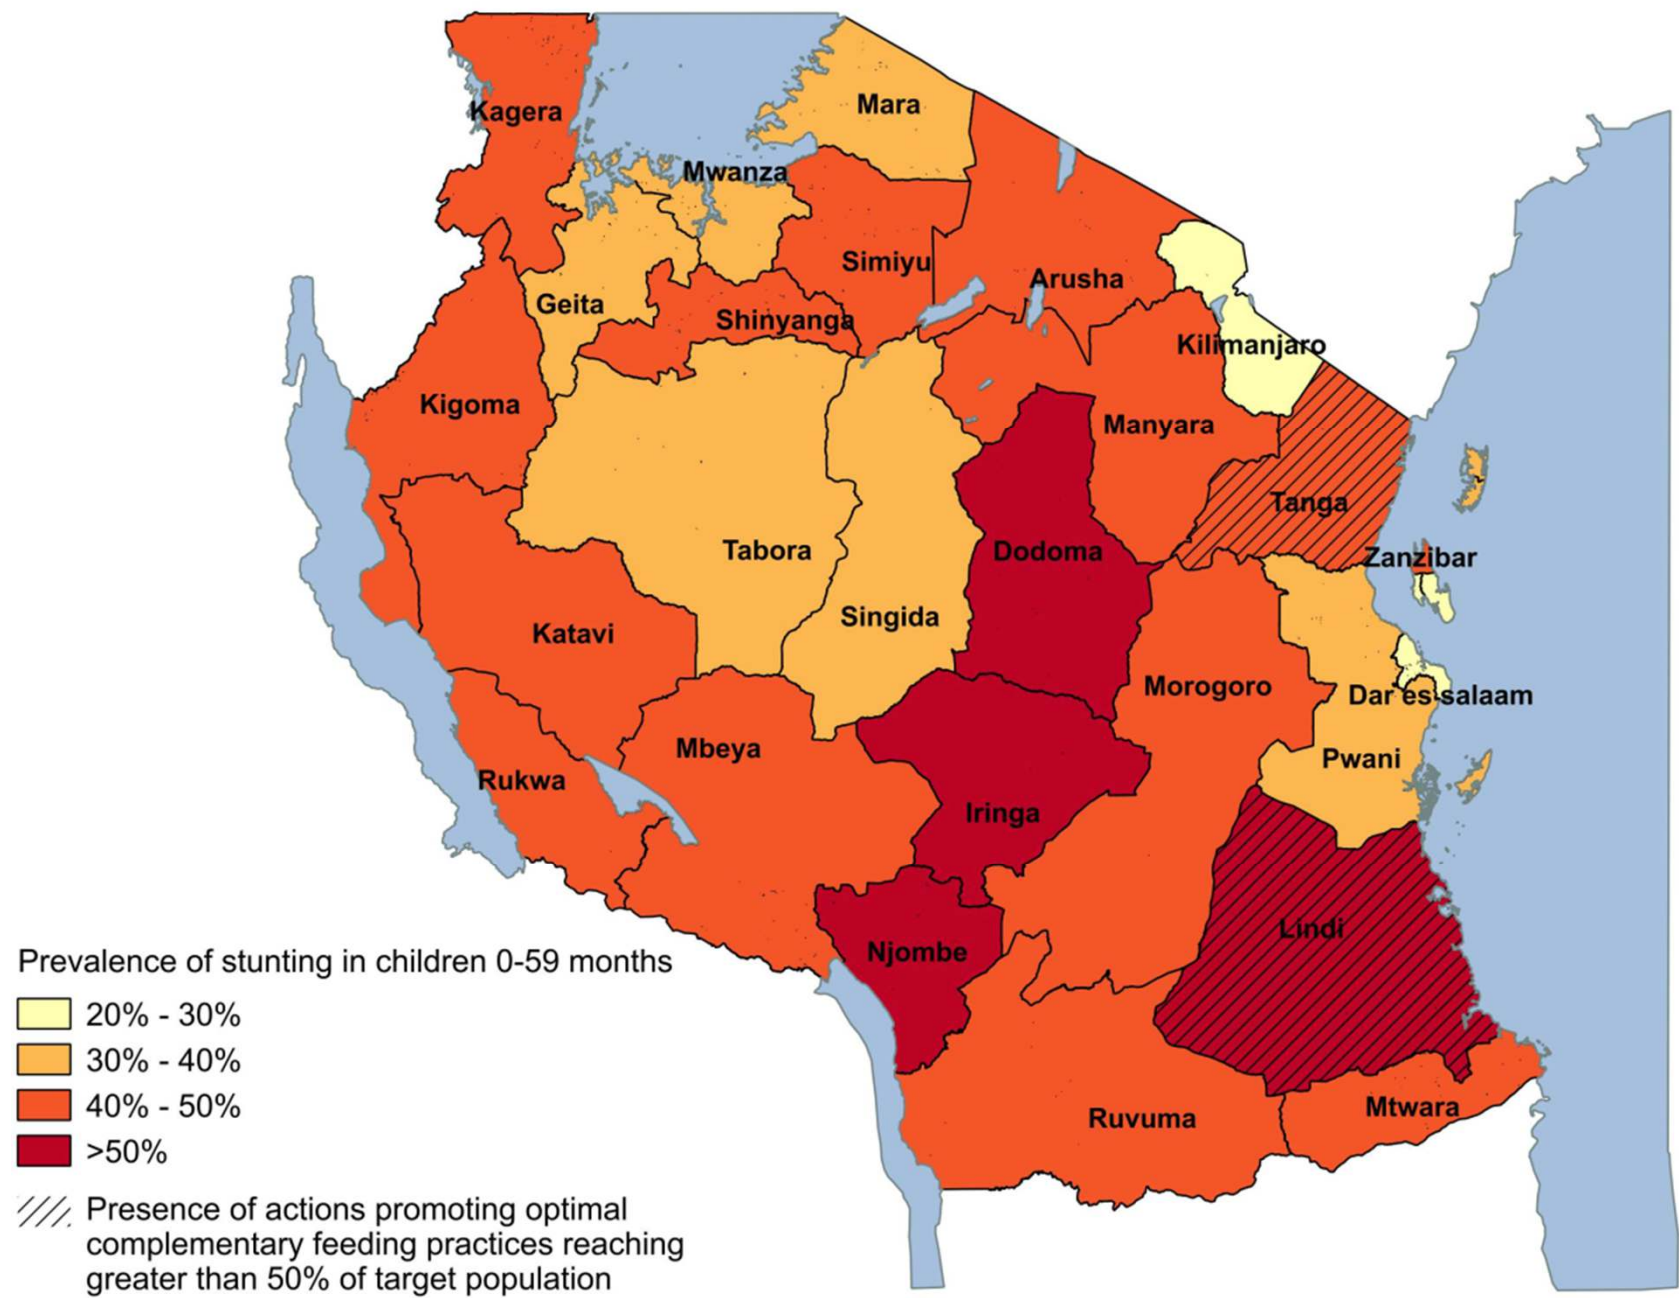 Kagera
Mara
Mwanza
Simiyu
Arusha
Geita
Shinyanga
Kilimanjaro
Kigoma
Manyara
Tanga
Tabora
Dodoma
Zanzibar
Singida
Katavi
Morogoro
Dar es salaam
Mbeya
Pwani
Rukwa
Iringa
Lindi
Njombe
Ruvuma
Mtwara
Prevalence of stunting in children 0-59 months
20% - 30%
30% - 40%
40% - 50%
>50%
Presence of actions promoting optimal
complementary feeding practices reaching
greater than 50% of target population